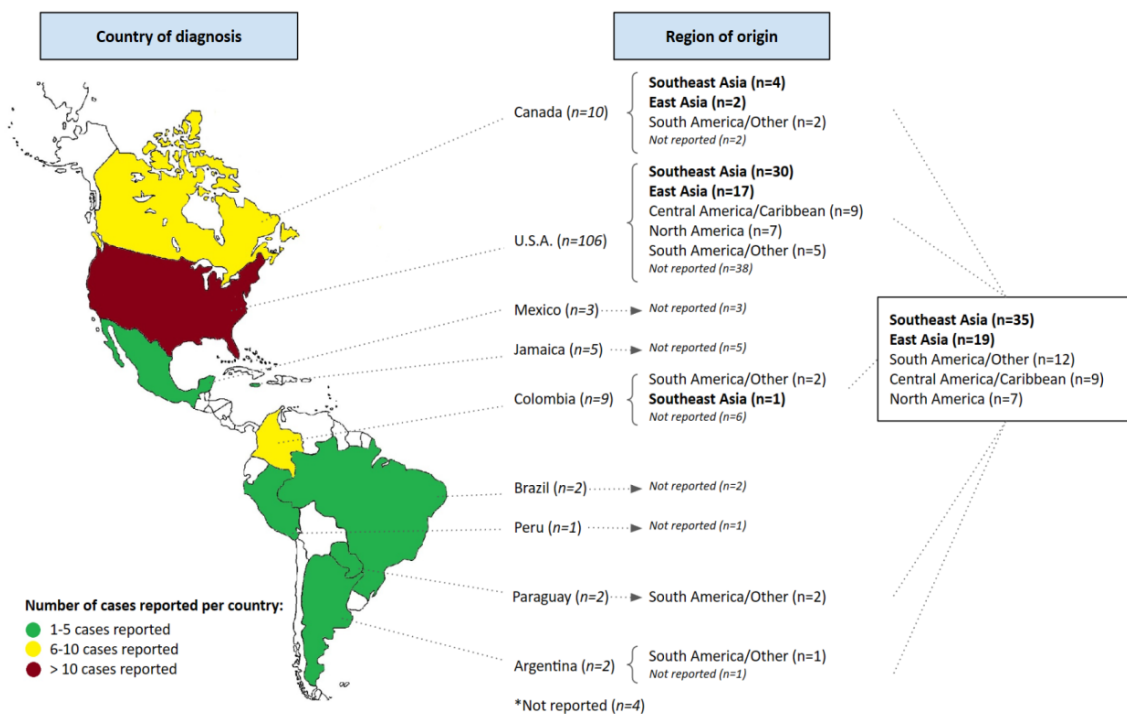 Country of diagnosis
Region of origin
Canada (n=10)
Southeast Asia (n=4)
East Asia (n=2)
South America/Other (n=2)
Not reported (n=2)
U.S.A. (n=106)
Southeast Asia (n=30)
East Asia (n=17)
Central America/Caribbean (n=9)
North America (n=7)
South America/Other (n=5)
Not reported (n=38)
Mexico (n=3)
Not reported (n=3)
Jamaica (n=5)
Not reported (n=5)
Colombia (n=9)
South America/Other (n=2)
Southeast Asia (n=1)
Not reported (n=6)
Brazil (n=2)
Not reported (n=2)
Peru (n=1)
Not reported (n=1)
Paraguay (n=2)
South America/Other (n=2)
Argentina (n=2)
South America/Other (n=1)
Not reported (n=1)
*Not reported (n=4)
Southeast Asia (n=35)
East Asia (n=19)
South America/Other (n=12)
Central America/Caribbean (n=9)
North America (n=7)
Number of cases reported per country:
1-5 cases reported
6-10 cases reported
> 10 cases reported